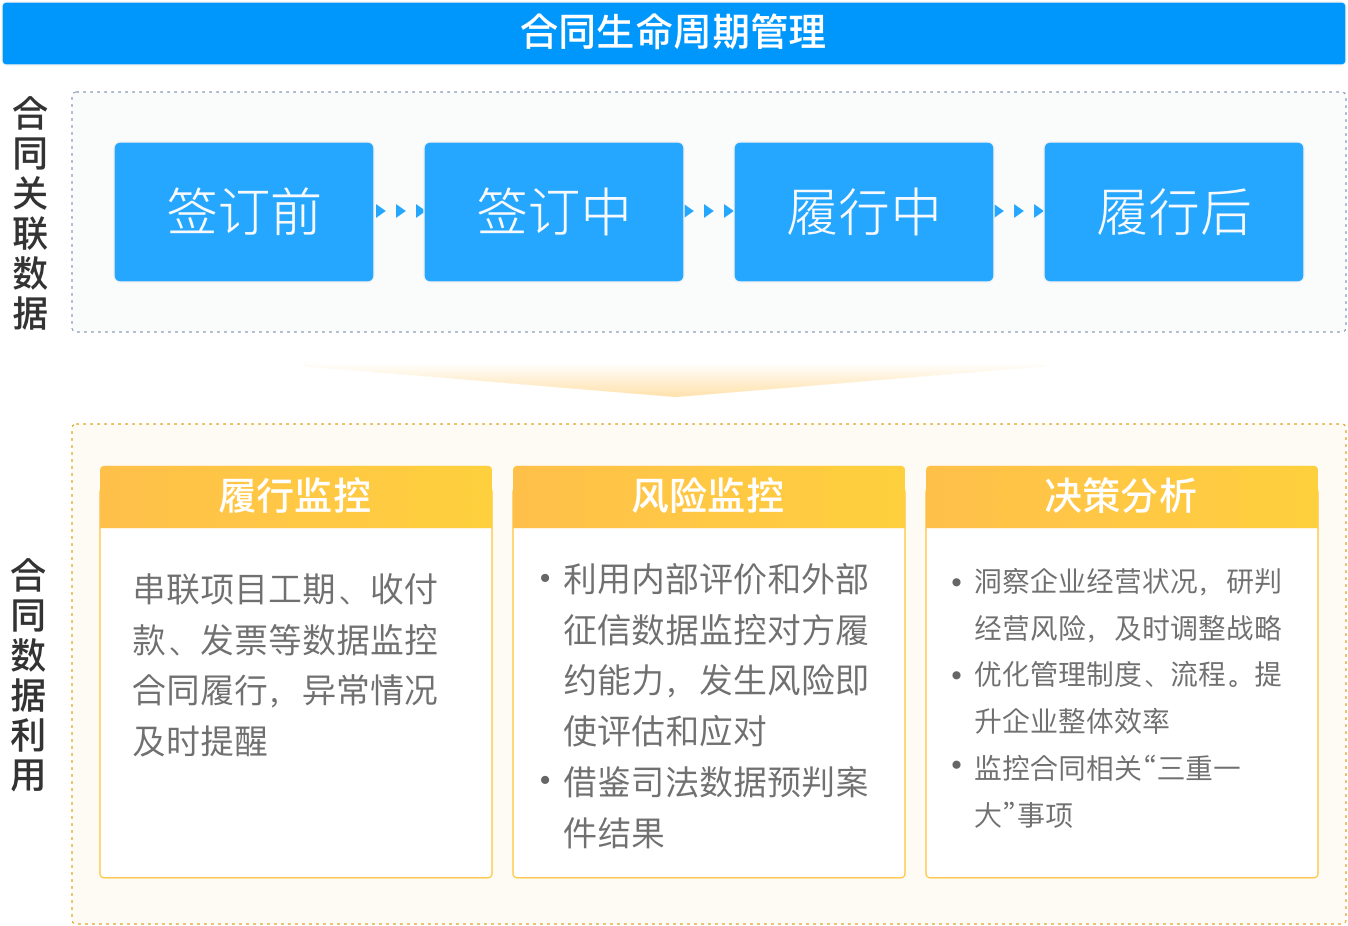 合同生命周期管理
合同关联数据
签订前
签订中
履行中
履行后
合同数据利用
履行监控
串联项目工期、收付
款、发票等数据监控
合同履行，异常情况
及时提醒
风险监控
• 利用内部评价和外部
征信数据监控对方履
约能力，发生风险即
使评估和应对
• 借鉴司法数据预判案
件结果
决策分析
• 洞察企业经营状况，研判
经营风险，及时调整战略
• 优化管理制度、流程。提
升企业整体效率
• 监控合同相关“三重一
大”事项